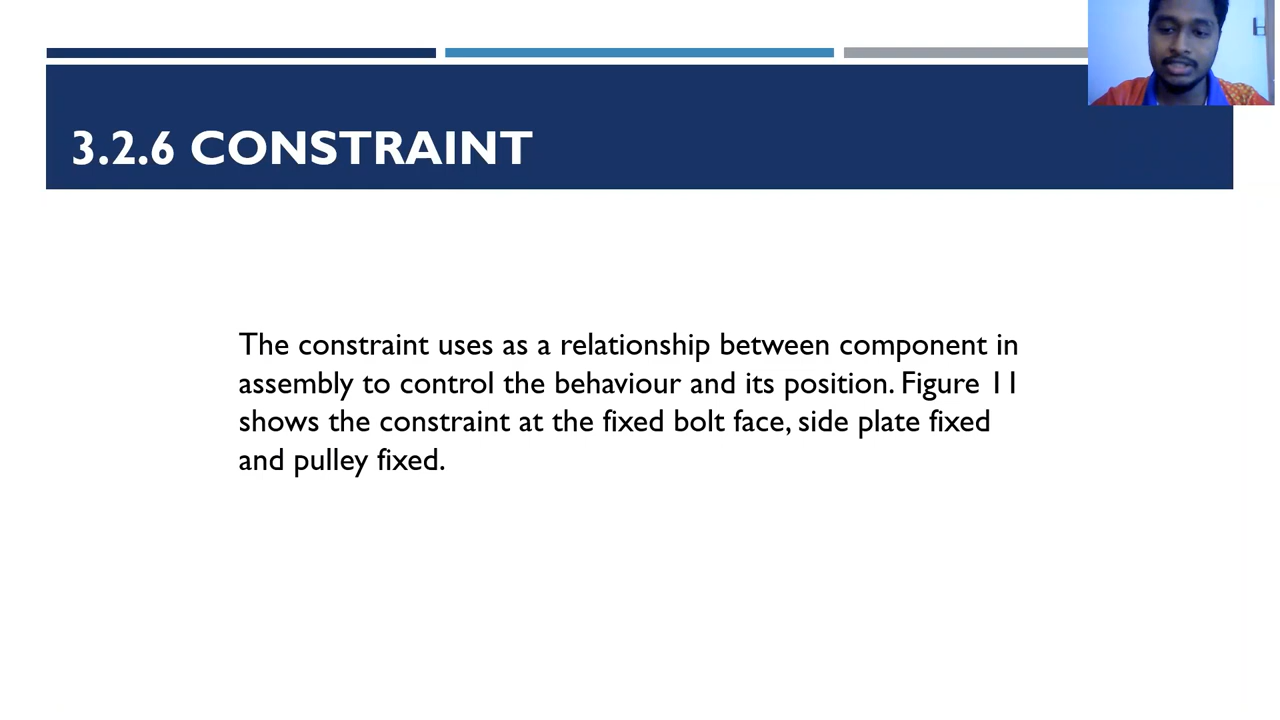 3.2.6 CONSTRAINT
The constraint uses as a relationship between component in
assembly to control the behaviour and its position. Figure 11
shows the constraint at the fixed bolt face, side plate fixed
and pulley fixed.